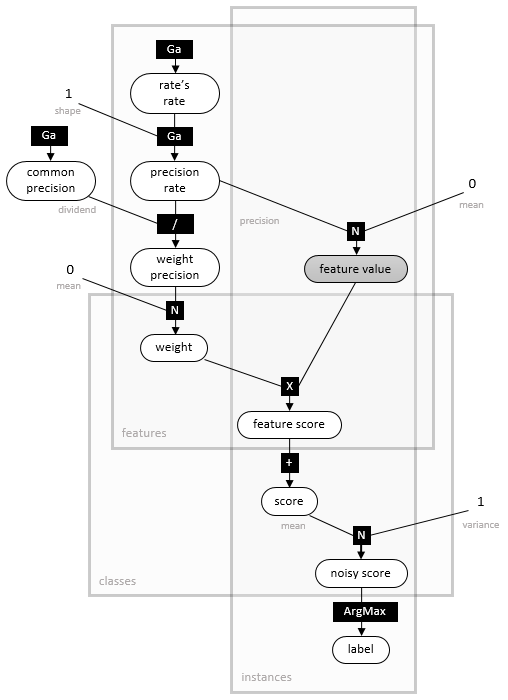 Ga
rate's
rate
1
shape
Ga
Ga
common
precision
precision
rate
0
mean
dividend
/
precision
N
weight
precision
feature value
0
mean
N
weight
X
feature score
features
+
score
mean
1
variance
N
noisy score
classes
ArgMax
label
instances